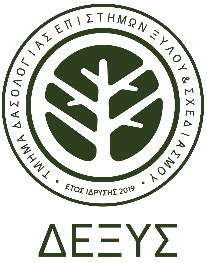 ΤΜΗΜΑ ΔΑΣΟΛΟΓΙΑΣ ΕΠΙΣΤΗΜΩΝ ΞΥΛΟΥ & ΣΧΕΔΙΑΣΜΟΥ
• ΕΤΟΣ ΙΔΡΥΣΗΣ 2019 •
ΔΕΞΥΣ